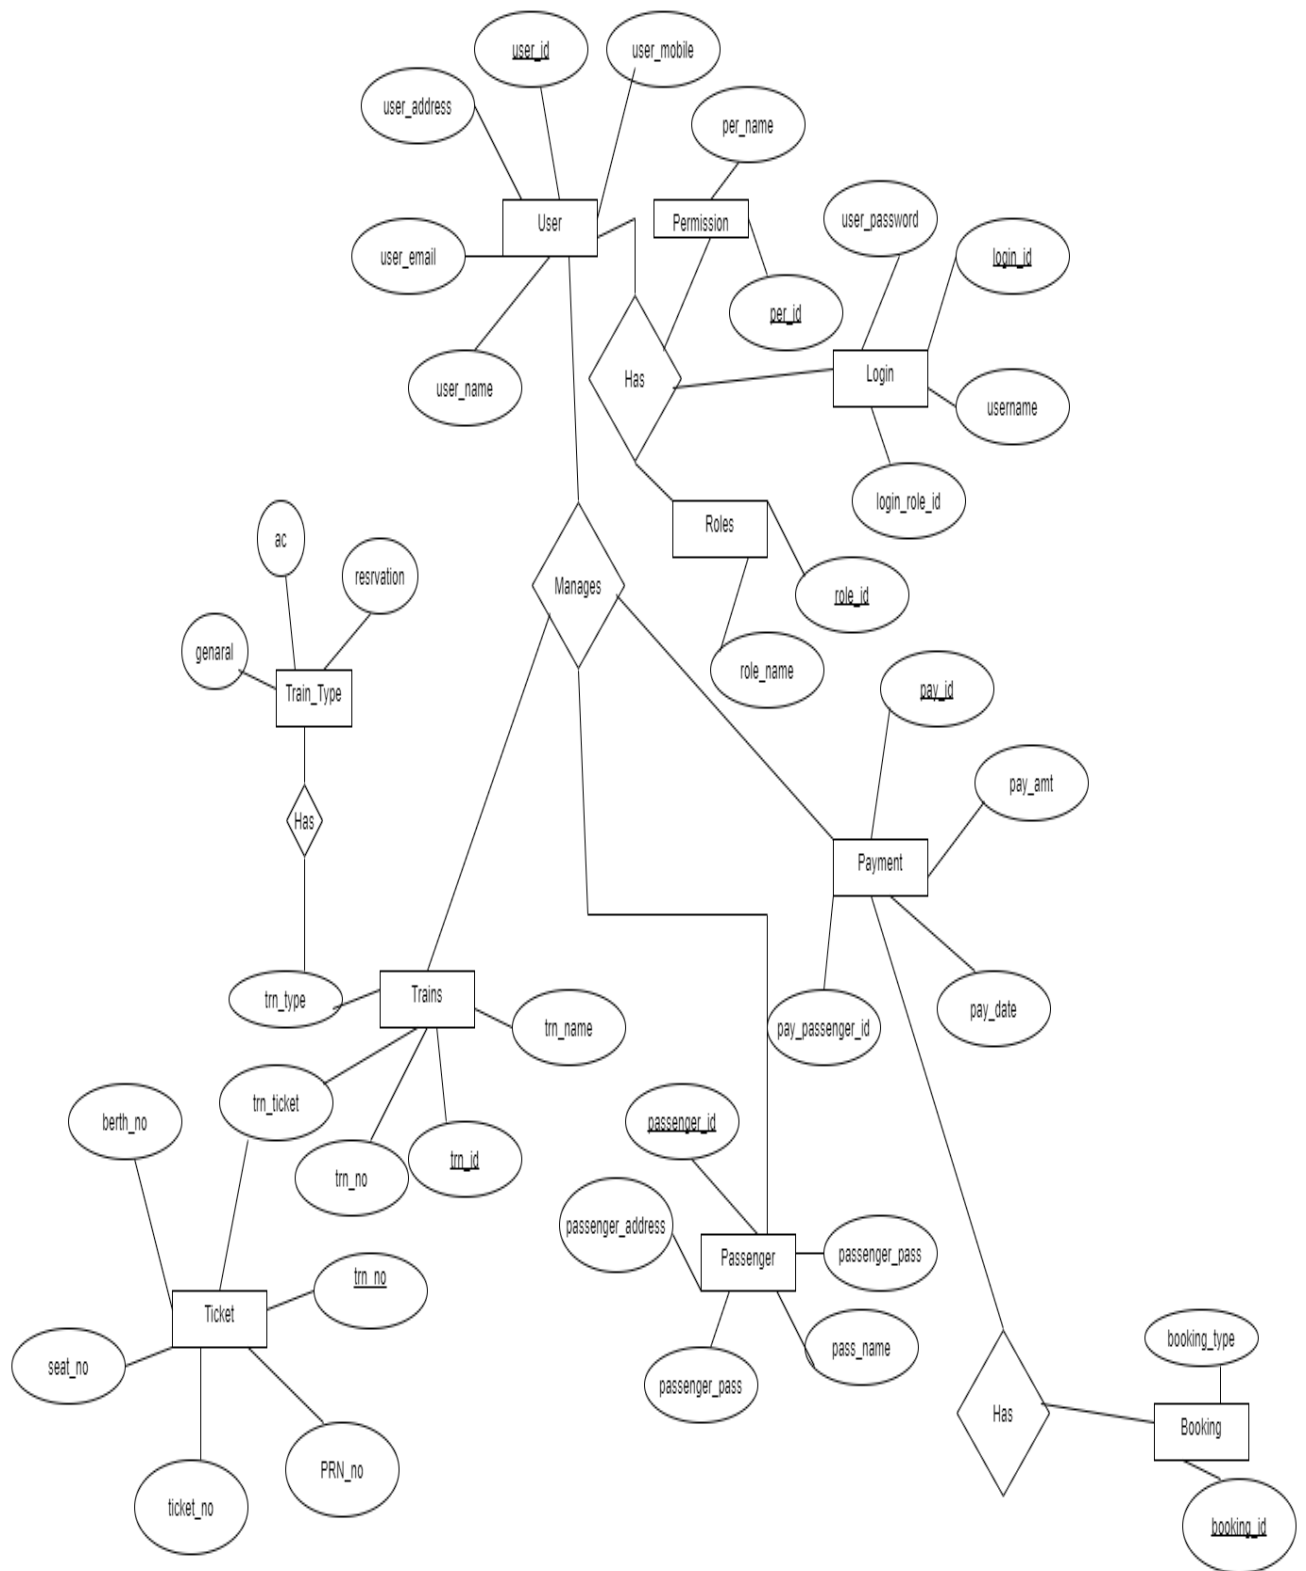 user_id
user_mobile
user_address
per_name
User
Permission
user_password
user_email
login_id
per_id
Has
Login
user_name
username
login_role_id
ac
Roles
resrvation
Manages
role_id
genaral
role_name
Train_Type
pay_id
pay_amt
Has
Payment
trn_type
Trains
trn_name
pay_passenger_id
pay_date
trn_ticket
berth_no
passenger_id
trn_no
trn_id
passenger_address
Passenger
passenger_pass
trn_no
Ticket
seat_no
pass_name
booking_type
passenger_pass
Has
Booking
PRN_no
ticket_no
booking_id